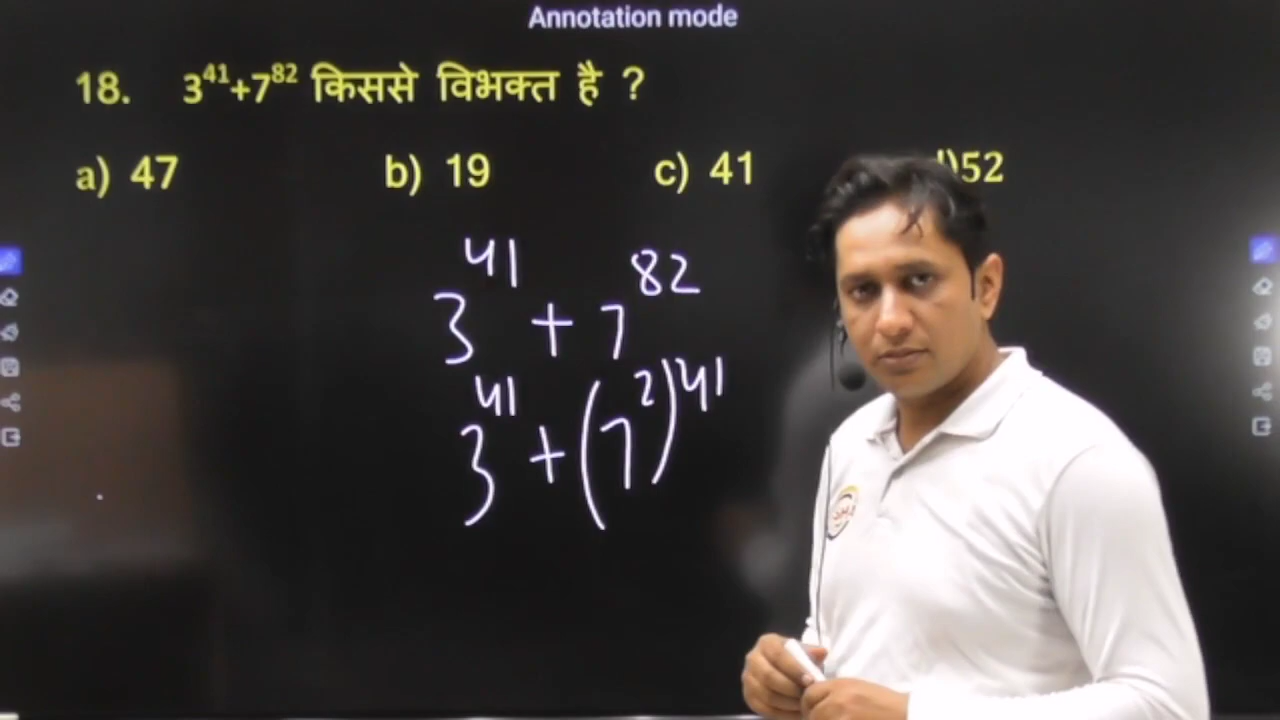 Annotation mode
18. 3⁴¹+7⁸² किससे विभक्त है ?
a) 47 b) 19 c) 41 )52
3⁴¹ + 7⁸²
3⁴¹ + (7²)⁴¹